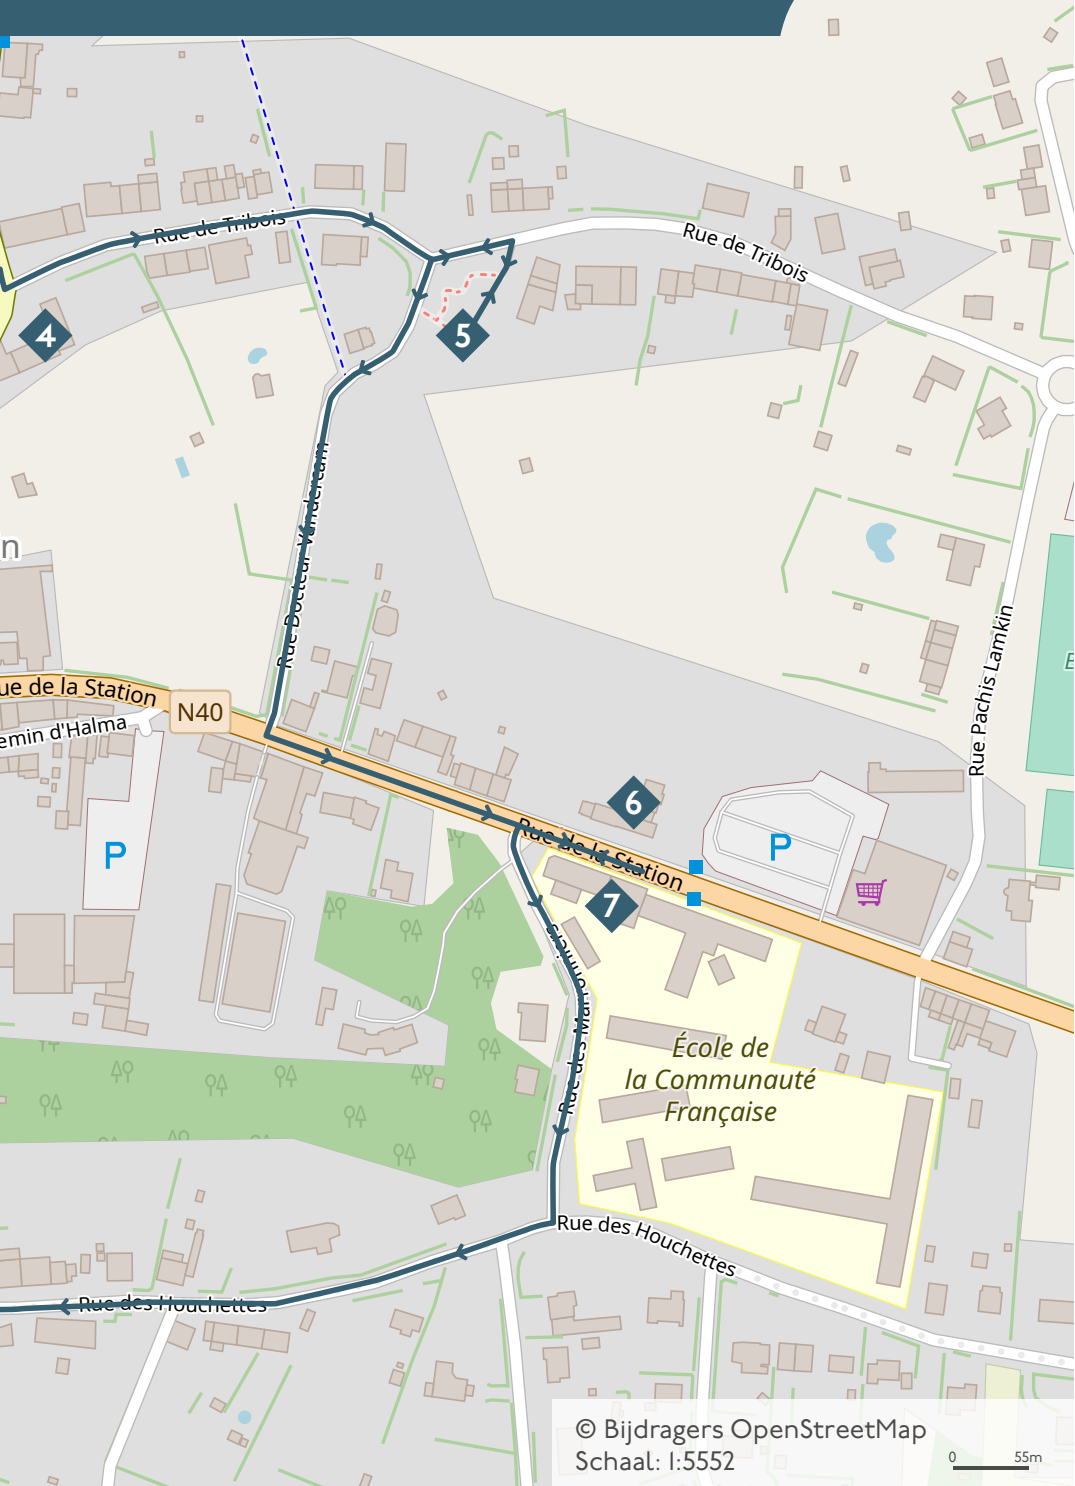 Rue de Tribois
Rue de Tribois
4
5
Rue Docteur Vandercam
n
Rue Pachis Lamkin
E
ue de la Station
N40
emin d'Halma
P
6
Rue de la Station
P
7
Rue des Marronniers
École de
la Communauté
Française
Rue des Houchettes
Rue des Houchettes
© Bijdragers OpenStreetMap
Schaal: 1:5552
0 55m